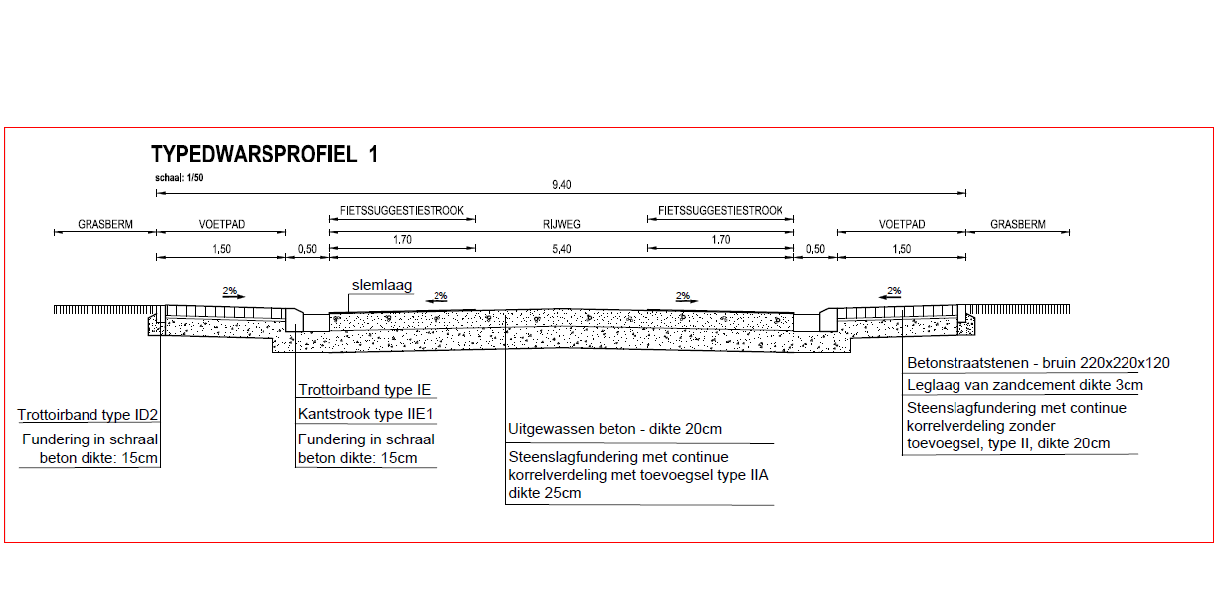 TYPEDWARSPROFIEL 1
schaal: 1/50
9.40
FIETSSUGGESTIESTROOK
FIETSSUGGESTIESTROOK
GRASBERM
VOETPAD
RIJWEG
VOETPAD
GRASBERM
1.70
1.70
1,50
0,50
5,40
0,50
1,50
slemlaag
2%
2%
2%
2%
Betonstraatstenen - bruin 220x220x120
Leglaag van zandcement dikte 3cm
Steenslagfundering met continue
korrelverdeling zonder
toevoegsel, type II, dikte 20cm
Trottoirband type IE
Kantstrook type IIE1
Fundering in schraal
beton dikte: 15cm
Trottoirband type ID2
Fundering in schraal
beton dikte: 15cm
Uitgewassen beton - dikte 20cm
Steenslagfundering met continue
korrelverdeling met toevoegsel type IIA
dikte 25cm